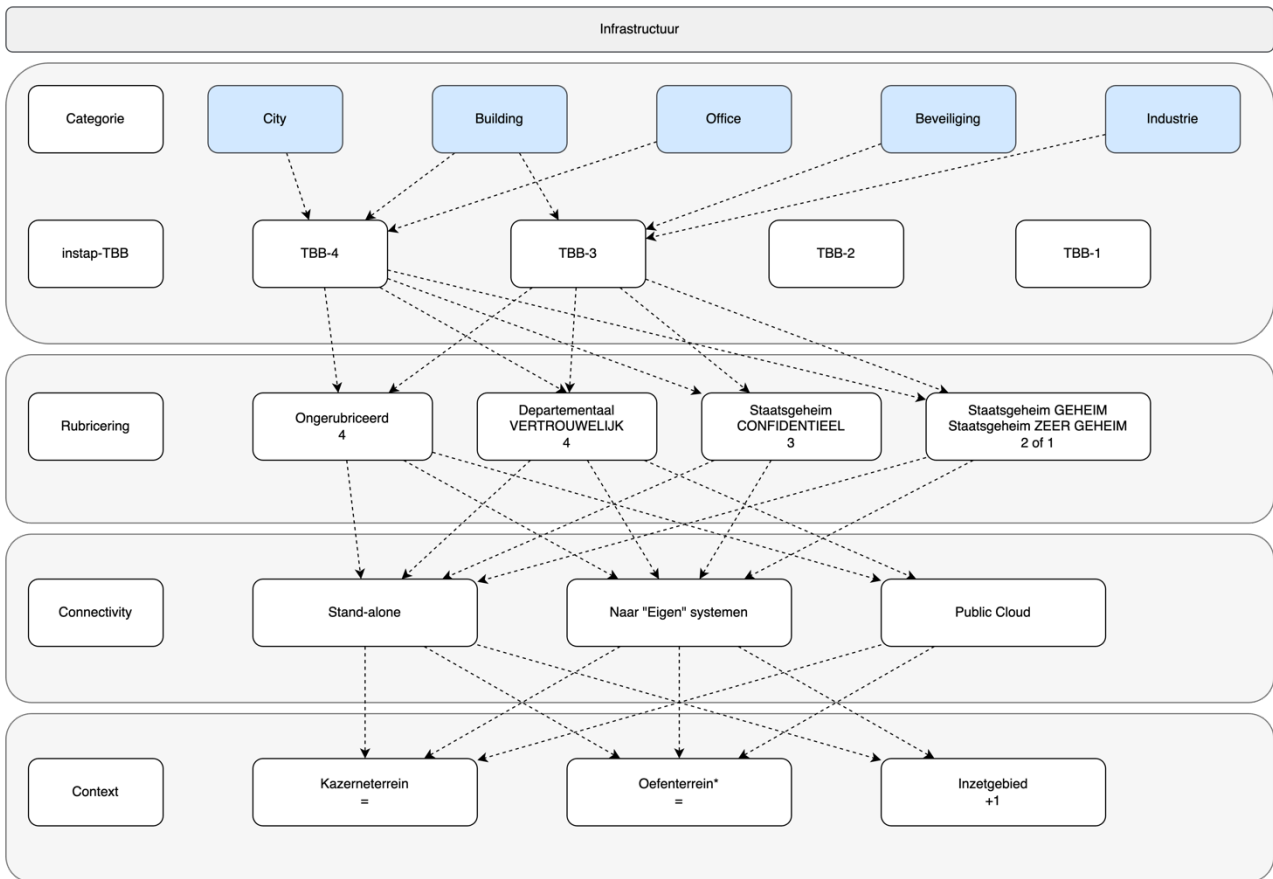 Infrastructuur
Categorie
City
Building
Office
Beveiliging
Industrie
instap-TBB
TBB-4
TBB-3
TBB-2
TBB-1
Rubricering
Ongerubriceerd
4
Departementaal
VERTROUWELIJK
4
Staatsgeheim
CONFIDENTIEEL
3
Staatsgeheim GEHEIM
Staatsgeheim ZEER GEHEIM
2 of 1
Connectivity
Stand-alone
Naar "Eigen" systemen
Public Cloud
Context
Kazerneterrein
=
Oefenterrein*
=
Inzetgebied
+1